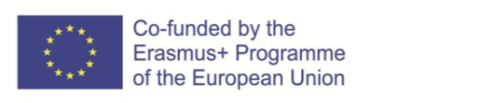 Co-funded by the
Erasmus+ Programme
of the European Union